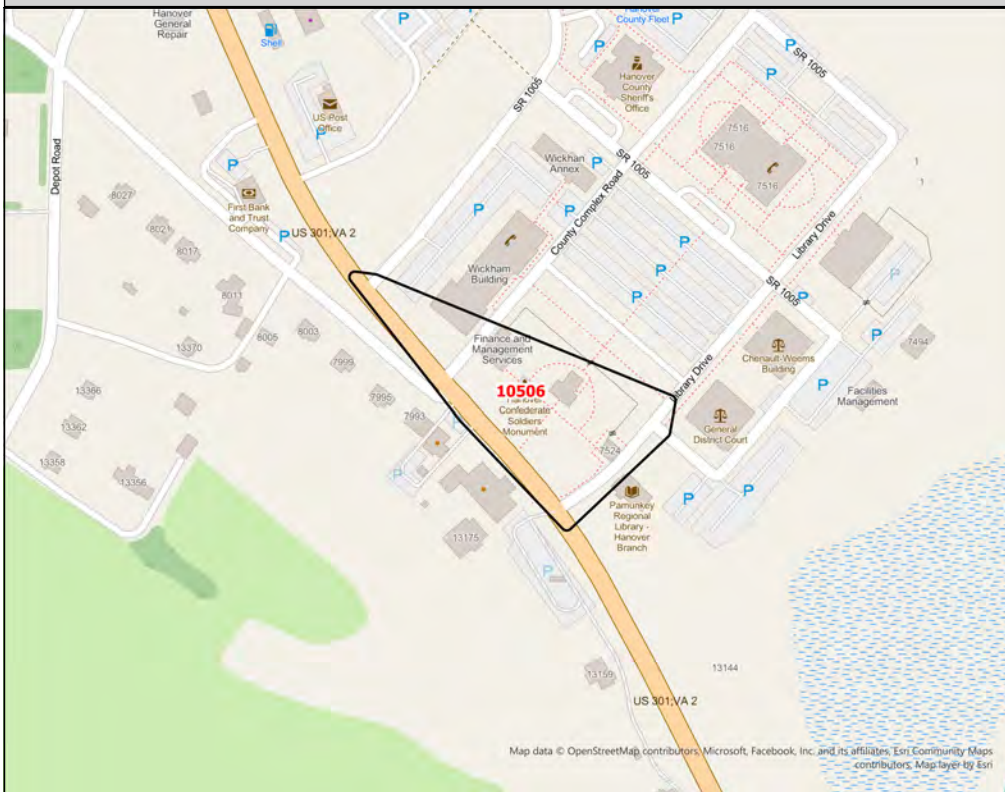 Hanover
General
Repair
Shell
P
P
Hanover
County Fleet
P
P
SR 1005
P
Hanover
County
Sheriff's
Office
US Post
Office
P
SR 1005
7516
7516
7516
Depot Road
P
Wickhan
Annex
P
SR 1005
8027
First Bank
and Trust
Company
P
P
County Complex Road
8021
US 301;VA 2
P
P
Library Drive
8017
Wickham
Building
P
P
P
SR 1005
8011
P
P
8003
8005
Finance and
Management
Services
13370
7999
Library Drive
Chenault-Weems
Building
7494
P
13366
7995
10506
Hanover
Confederate
Soldiers
Monument
Facilities
Management
7993
P
General
District Court
13362
7524
13358
P
13356
Pamunkey
Regional
Library -
Hanover
Branch
P
P
13175
P
13144
13159
US 301;VA 2
Map data © OpenStreetMap contributors, Microsoft, Facebook, Inc. and its affiliates, Esri Community Maps
contributors, Map layer by Esri